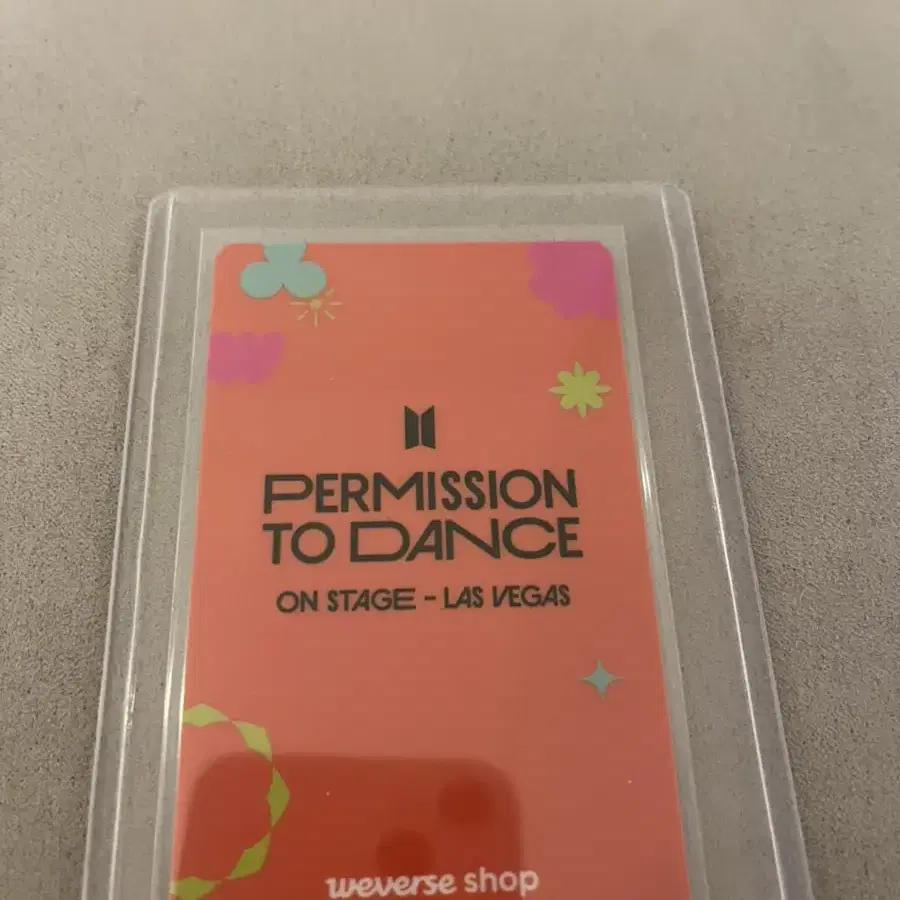 PERMISSION
TO DANCE
ON STAGE - LAS VEGAS
weverse shop